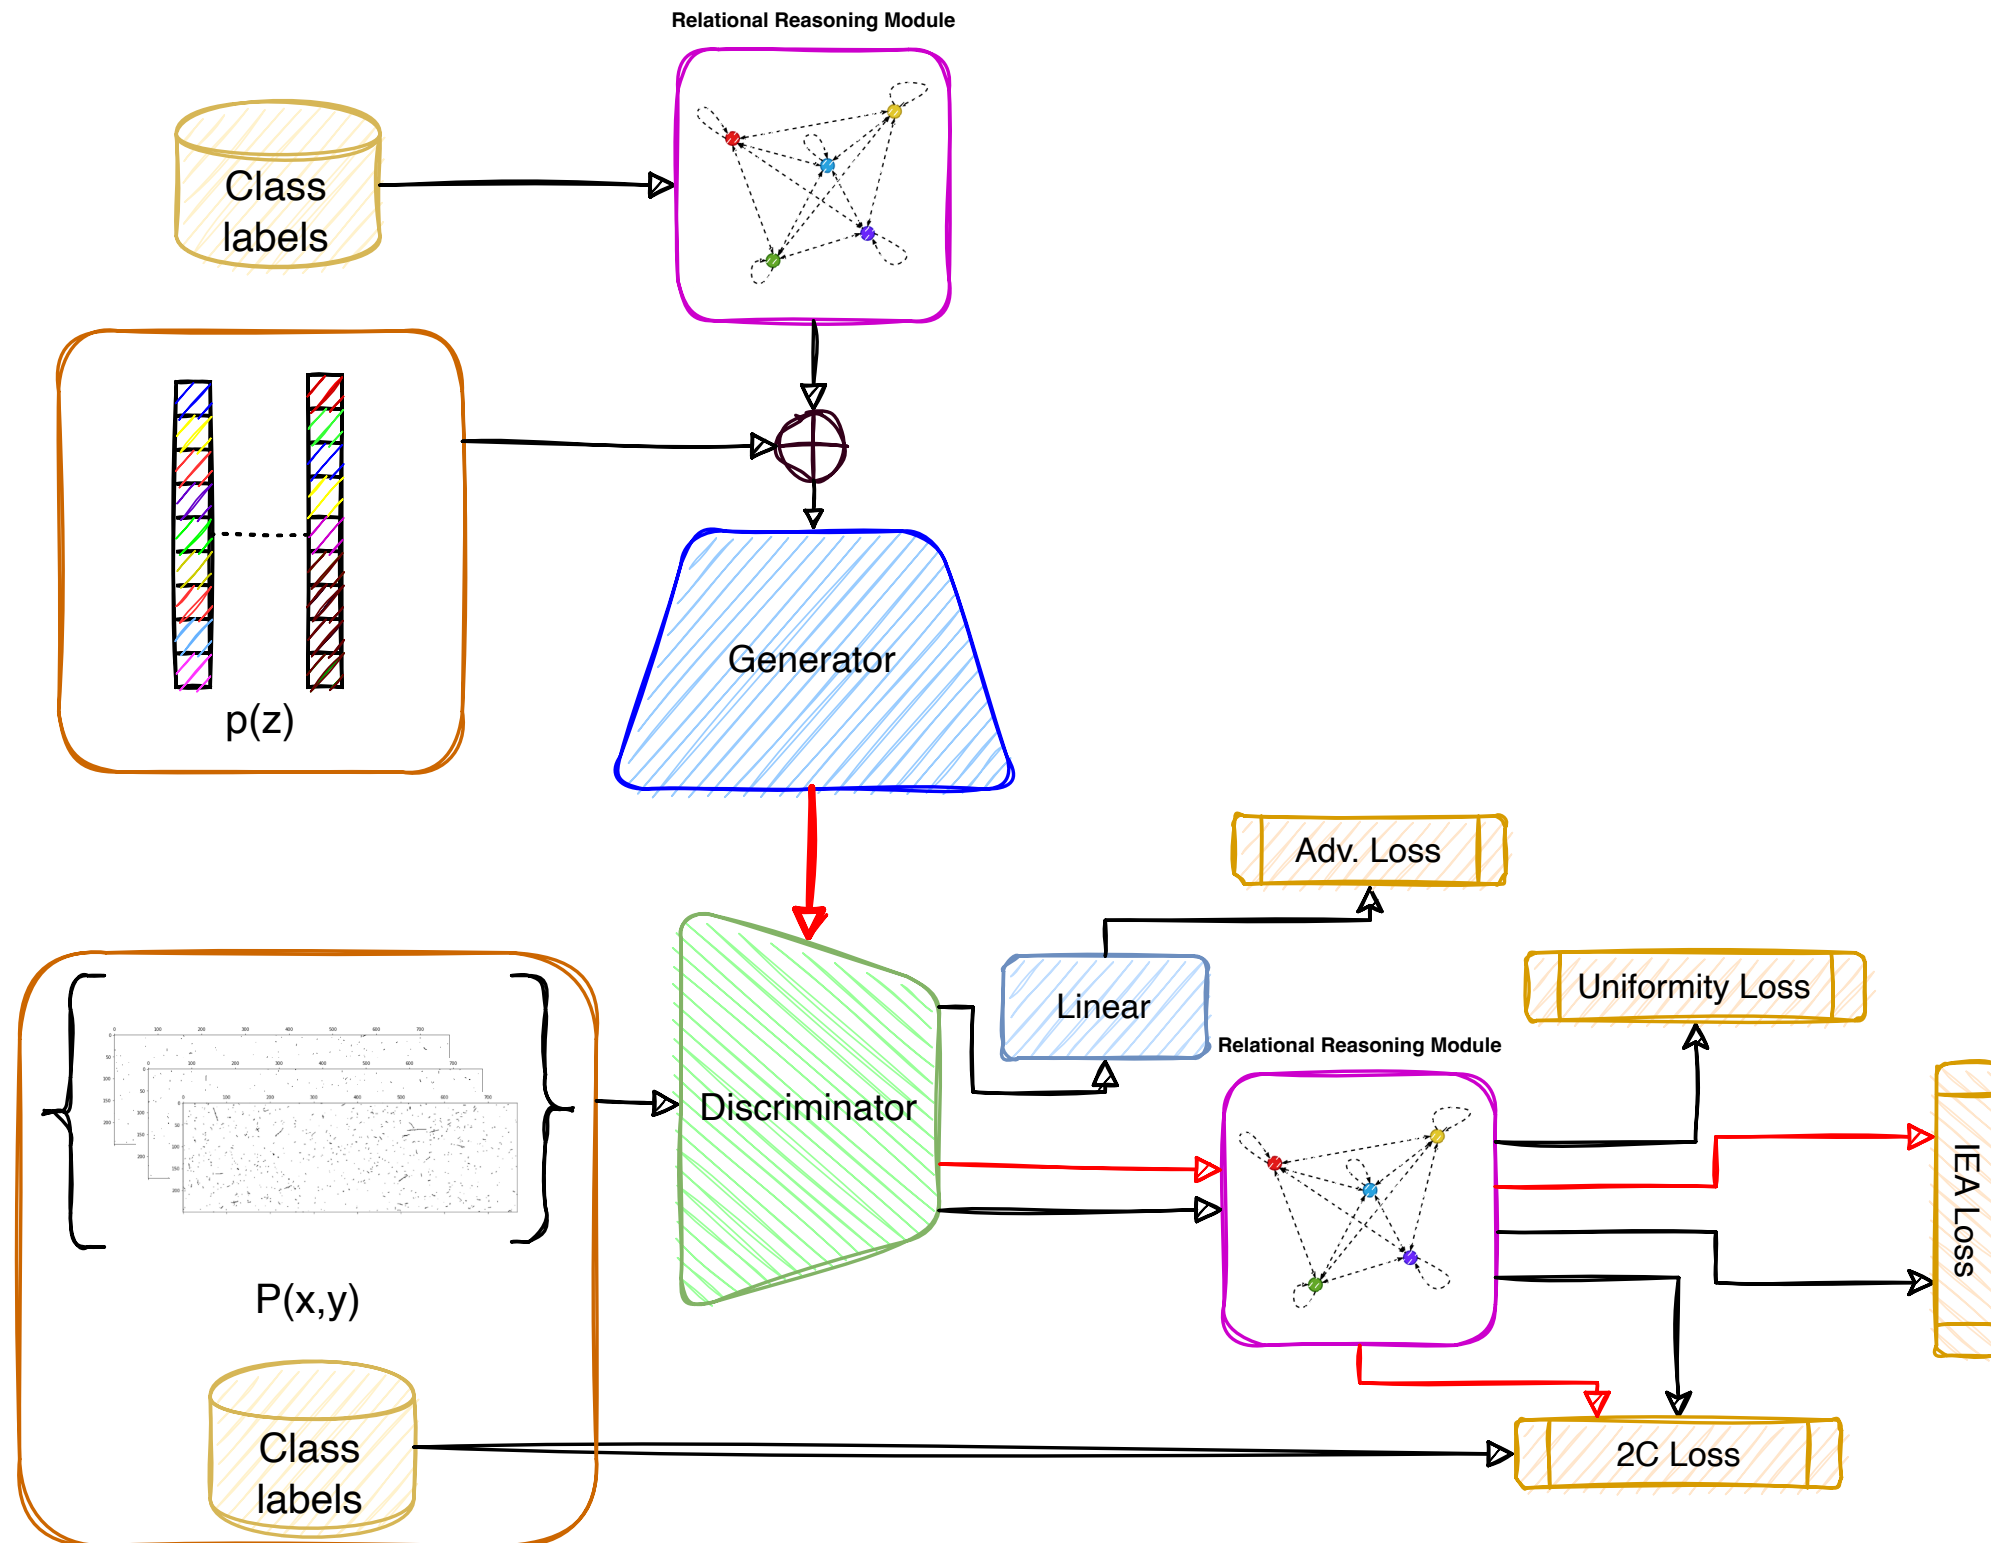 Relational Reasoning Module
Class
labels
p(z)
Generator
Adv. Loss
Linear
Uniformity Loss
Relational Reasoning Module
Discriminator
IEA Loss
P(x,y)
Class
labels
2C Loss